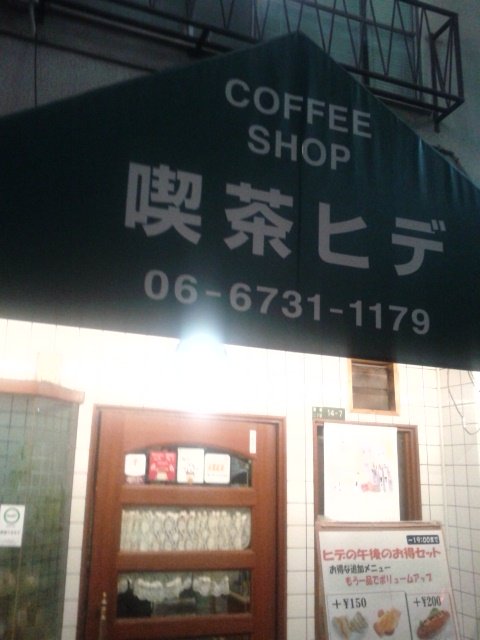 COFFEE
SHOP
喫茶ヒデ
06-6731-1179
14-7
~19:00まで
ヒデの午後のお得セット
お得な追加メニュー
もう一品でボリュームアップ
+¥150
+¥200